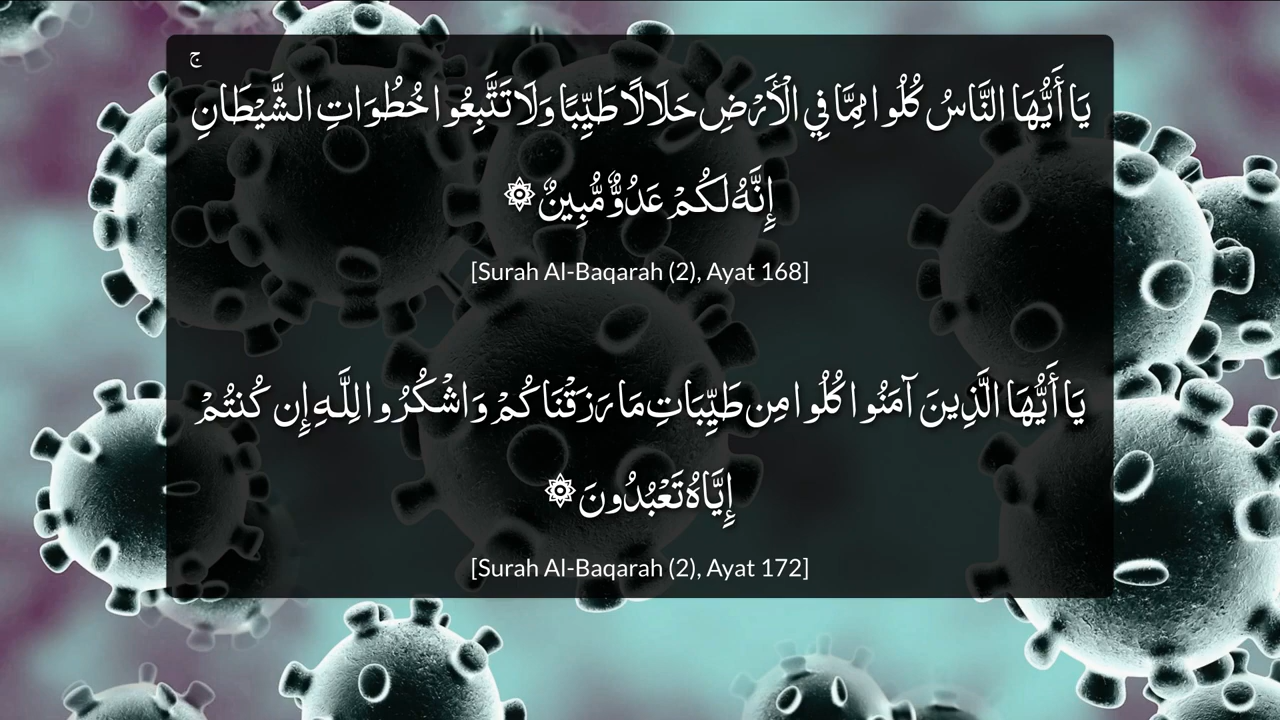 يَا أَيُّهَا النَّاسُ كُلُوا مِمَّا فِي الْأَرْضِ حَلَالًا طَيِّبًا وَلَا تَتَّبِعُوا خُطُوَاتِ الشَّيْطَانِ ۚ
إِنَّهُ لَكُمْ عَدُوٌّ مُّبِينٌ ۞
[Surah Al-Baqarah (2), Ayat 168]
يَا أَيُّهَا الَّذِينَ آمَنُوا كُلُوا مِن طَيِّبَاتِ مَا رَزَقْنَاكُمْ وَاشْكُرُوا لِلَّهِ إِن كُنتُمْ
إِيَّاهُ تَعْبُدُونَ ۞
[Surah Al-Baqarah (2), Ayat 172]